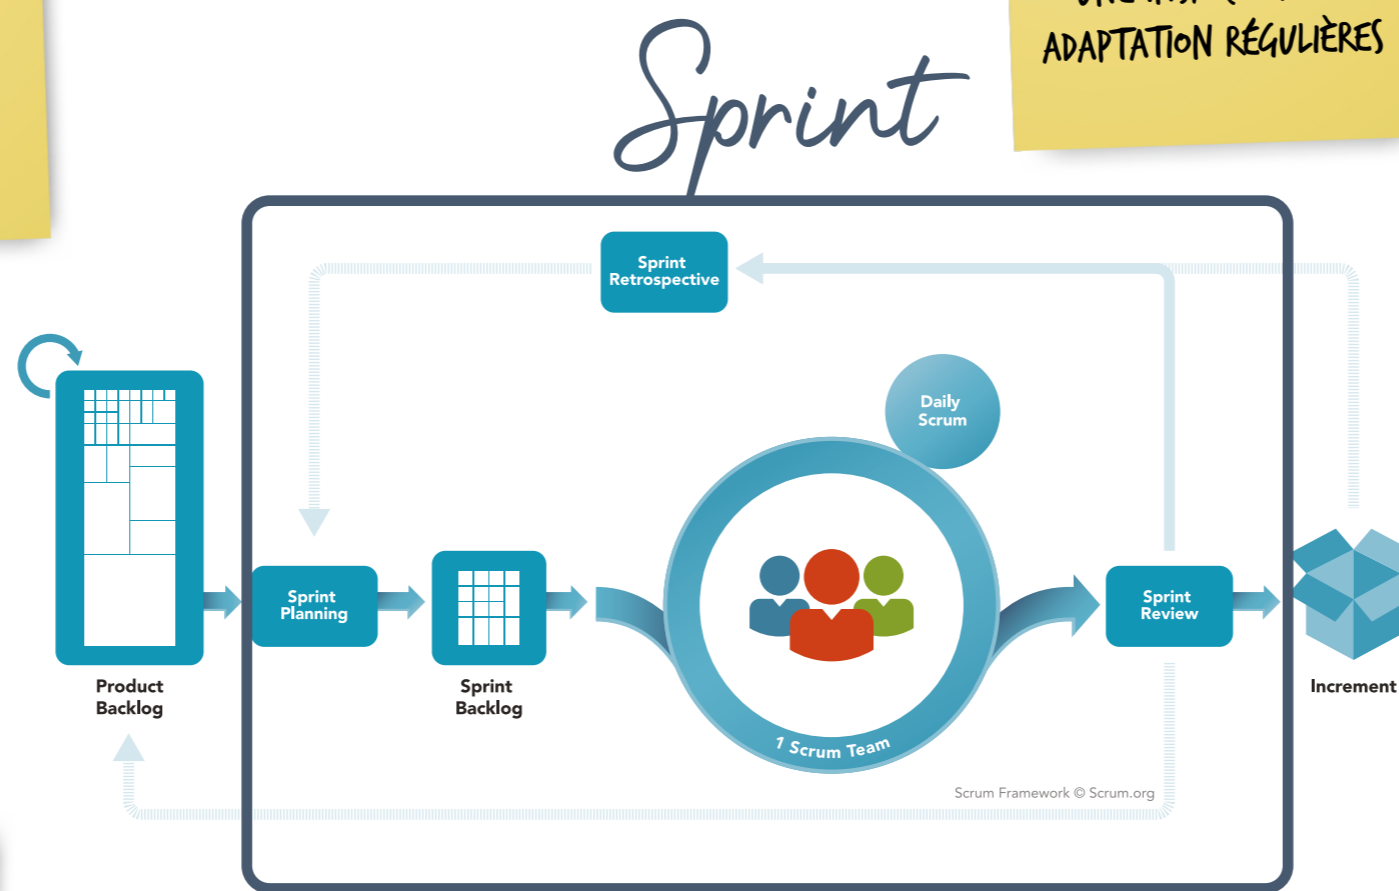 ADAPTATION RÉGULIÈRES
Sprint
Sprint
Retrospective
Daily
Scrum
Sprint
Planning
Sprint
Review
Product
Backlog
Sprint
Backlog
Increment
1 Scrum Team
Scrum Framework © Scrum.org